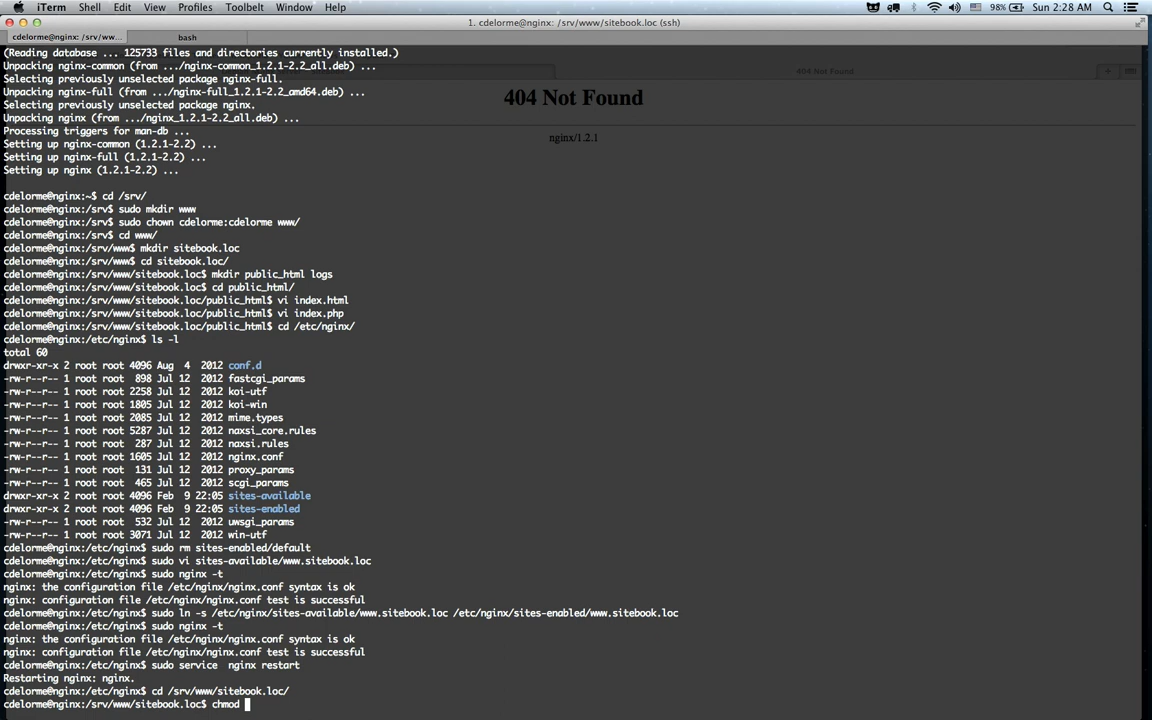 iTerm Shell Edit View Profiles Toolbelt Window Help 98% Sun 2:28 AM
1. cdelorme@nginx: /srv/www/sitebook.loc (ssh)
cdelorme@nginx: /srv/ww... bash
(Reading database ... 125733 files and directories currently installed.)
Unpacking nginx-common (from .../nginx-common_1.2.1-2.2_all.deb) ...
404 Not Found
Selecting previously unselected package nginx-full.
Unpacking nginx-full (from .../nginx-full_1.2.1-2.2_amd64.deb) ...
404 Not Found
Selecting previously unselected package nginx.
Unpacking nginx (from .../nginx_1.2.1-2.2_all.deb) ...
Processing triggers for man-db ...
nginx/1.2.1
Setting up nginx-common (1.2.1-2.2) ...
Setting up nginx-full (1.2.1-2.2) ...
Setting up nginx (1.2.1-2.2) ...
cdelorme@nginx:~$ cd /srv/
cdelorme@nginx:/srv$ sudo mkdir www
cdelorme@nginx:/srv$ sudo chown cdelorme:cdelorme www/
cdelorme@nginx:/srv$ cd www/
cdelorme@nginx:/srv/www$ mkdir sitebook.loc
cdelorme@nginx:/srv/www$ cd sitebook.loc/
cdelorme@nginx:/srv/www/sitebook.loc$ mkdir public_html logs
cdelorme@nginx:/srv/www/sitebook.loc$ cd public_html/
cdelorme@nginx:/srv/www/sitebook.loc/public_html$ vi index.html
cdelorme@nginx:/srv/www/sitebook.loc/public_html$ vi index.php
cdelorme@nginx:/srv/www/sitebook.loc/public_html$ cd /etc/nginx/
cdelorme@nginx:/etc/nginx$ ls -l
total 60
drwxr-xr-x 2 root root 4096 Aug  4  2012 conf.d
-rw-r--r-- 1 root root  898 Jul 12  2012 fastcgi_params
-rw-r--r-- 1 root root 2258 Jul 12  2012 koi-utf
-rw-r--r-- 1 root root 1805 Jul 12  2012 koi-win
-rw-r--r-- 1 root root 2085 Jul 12  2012 mime.types
-rw-r--r-- 1 root root 5287 Jul 12  2012 naxsi_core.rules
-rw-r--r-- 1 root root  287 Jul 12  2012 naxsi.rules
-rw-r--r-- 1 root root 1605 Jul 12  2012 nginx.conf
-rw-r--r-- 1 root root  131 Jul 12  2012 proxy_params
-rw-r--r-- 1 root root  465 Jul 12  2012 scgi_params
drwxr-xr-x 2 root root 4096 Feb  9 22:05 sites-available
drwxr-xr-x 2 root root 4096 Feb  9 22:05 sites-enabled
-rw-r--r-- 1 root root  532 Jul 12  2012 uwsgi_params
-rw-r--r-- 1 root root 3071 Jul 12  2012 win-utf
cdelorme@nginx:/etc/nginx$ sudo rm sites-enabled/default
cdelorme@nginx:/etc/nginx$ sudo vi sites-available/www.sitebook.loc
cdelorme@nginx:/etc/nginx$ sudo nginx -t
nginx: the configuration file /etc/nginx/nginx.conf syntax is ok
nginx: configuration file /etc/nginx/nginx.conf test is successful
cdelorme@nginx:/etc/nginx$ sudo ln -s /etc/nginx/sites-available/www.sitebook.loc /etc/nginx/sites-enabled/www.sitebook.loc
cdelorme@nginx:/etc/nginx$ sudo nginx -t
nginx: the configuration file /etc/nginx/nginx.conf syntax is ok
nginx: configuration file /etc/nginx/nginx.conf test is successful
cdelorme@nginx:/etc/nginx$ sudo service  nginx restart
Restarting nginx: nginx.
cdelorme@nginx:/etc/nginx$ cd /srv/www/sitebook.loc/
cdelorme@nginx:/srv/www/sitebook.loc$ chmod